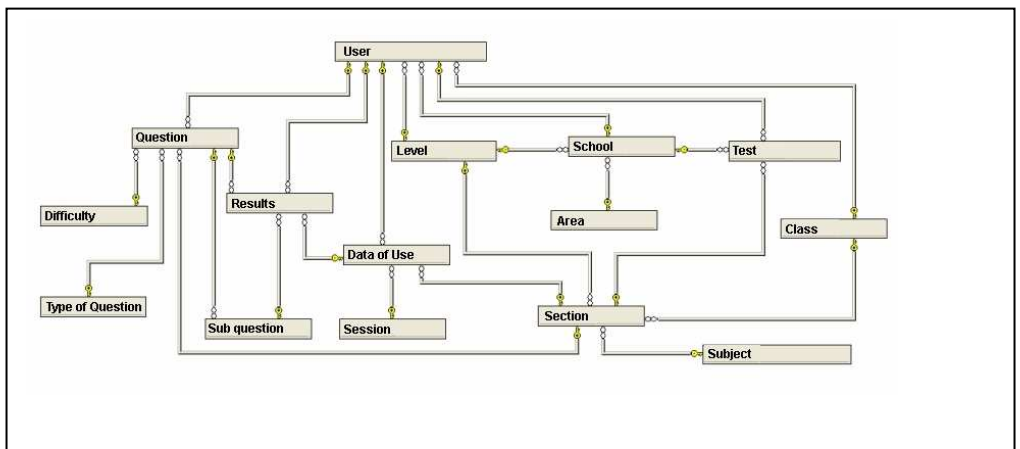 User
Question
Level
School
Test
Difficulty
Results
Area
Class
Data of Use
Type of Question
Sub question
Session
Section
Subject